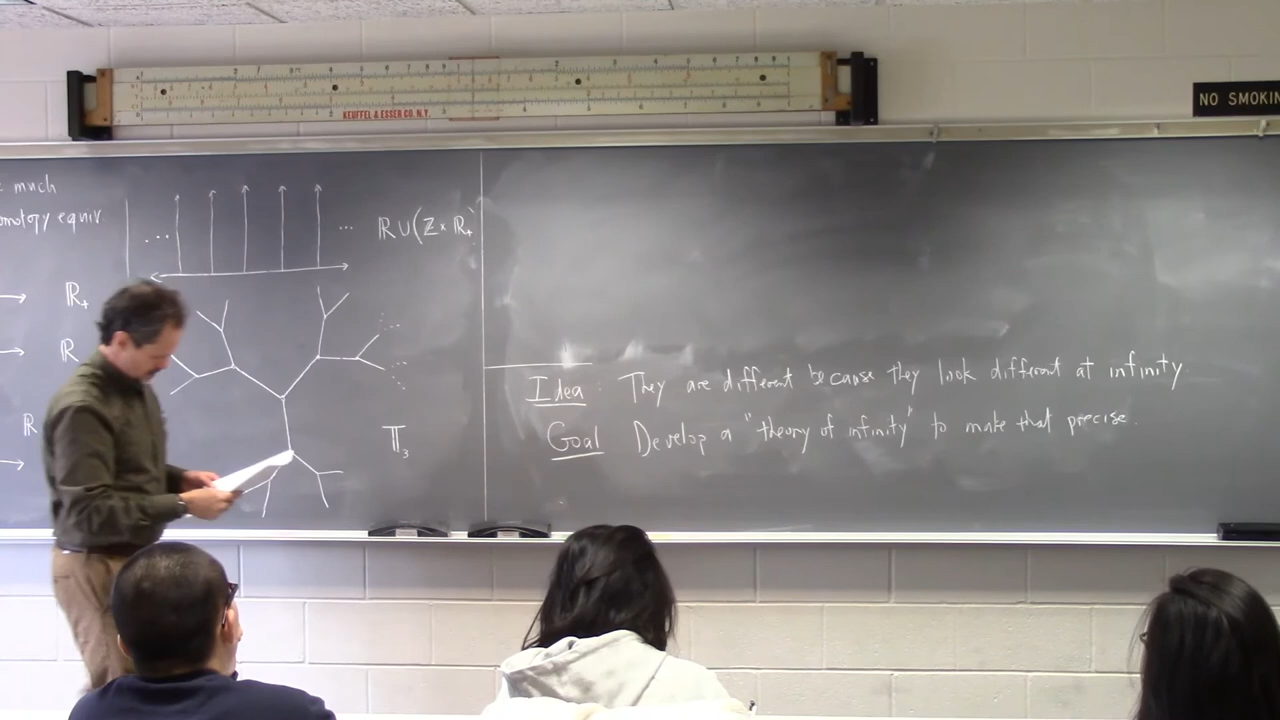 KEUFFEL & ESSER CO. N.Y.
NO SMOKIN
much
omotopy equiv
... ... ℝ∪(ℤ×ℝ₊)
→ ℝ₊
→ ℝ
ℝ
→
𝕋₃
Idea : They are different because they look different at infinity
Goal Develop a "theory of infinity" to make that precise.